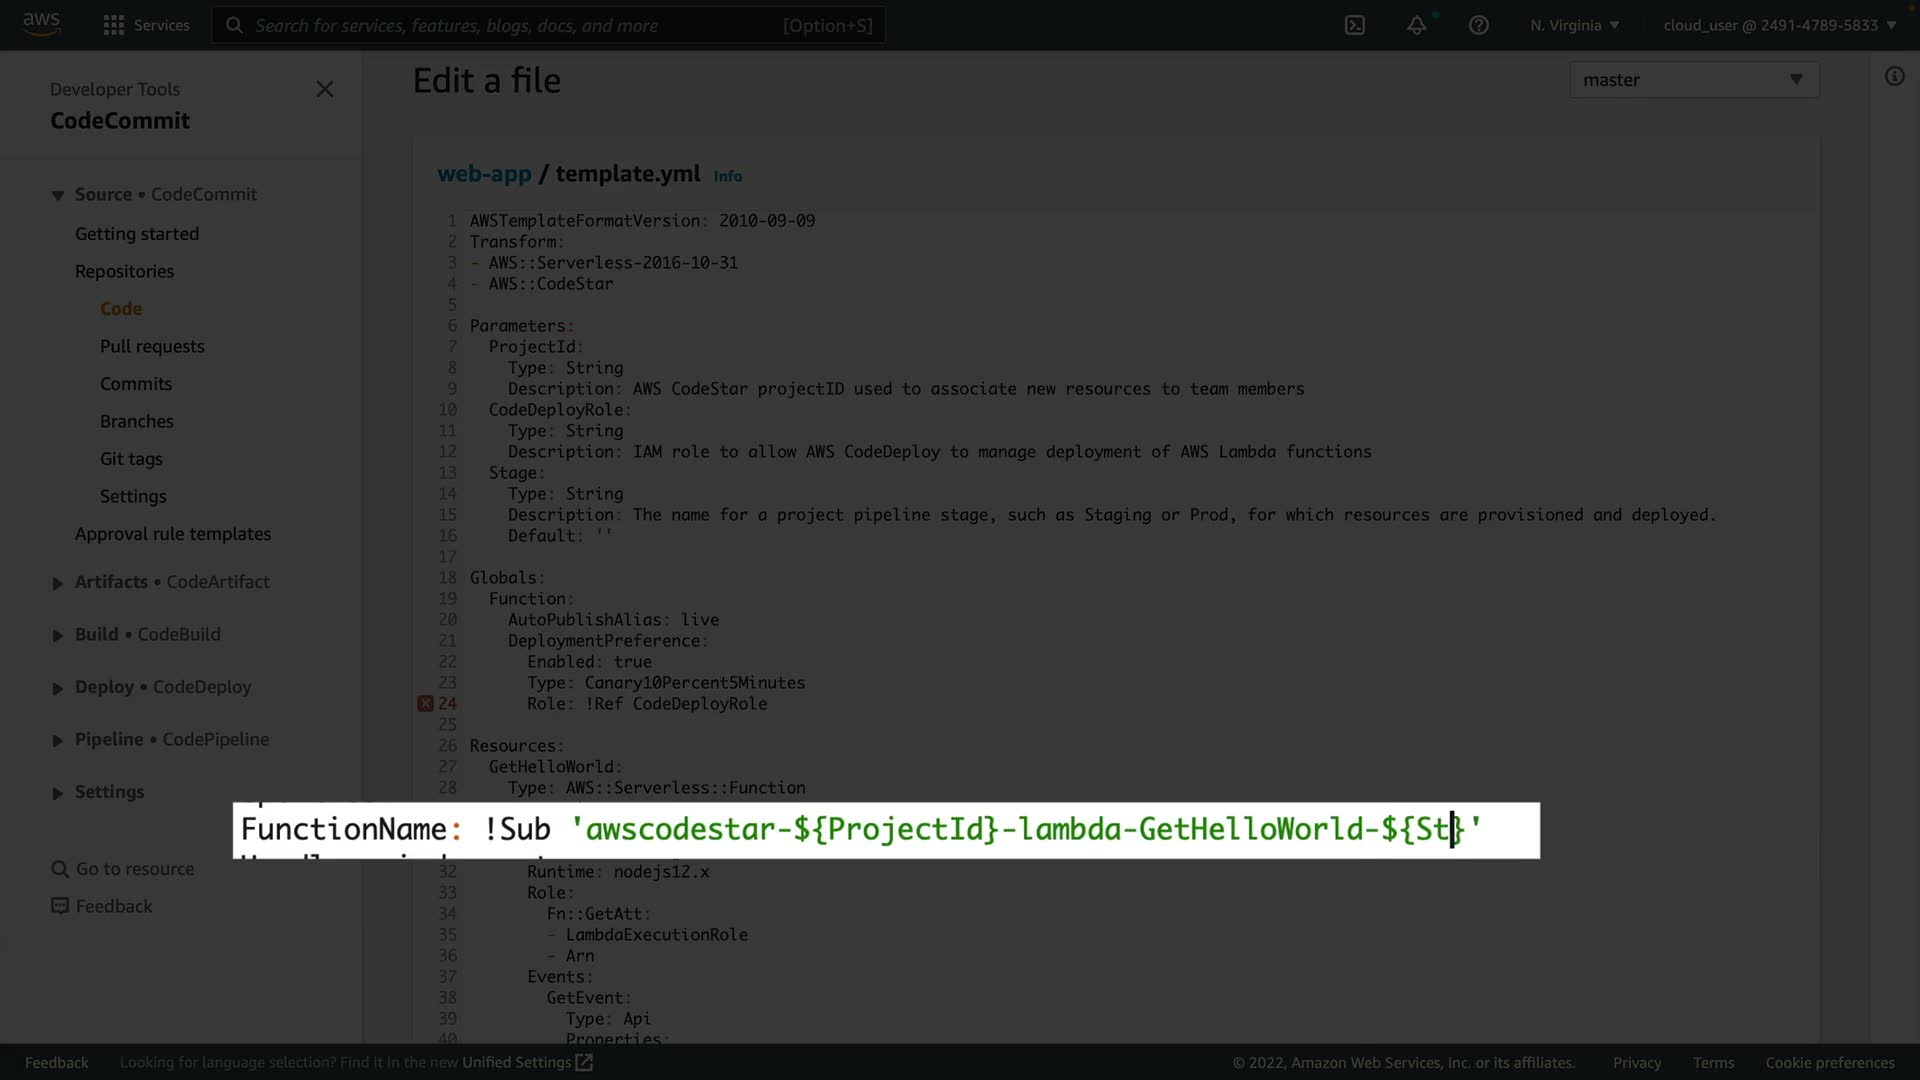 aws
Services
Search for services, features, blogs, docs, and more
[Option+S]
N. Virginia
cloud_user @ 2491-4789-5833
Developer Tools
CodeCommit
Source • CodeCommit
Getting started
Repositories
Code
Pull requests
Commits
Branches
Git tags
Settings
Approval rule templates
Artifacts • CodeArtifact
Build • CodeBuild
Deploy • CodeDeploy
Pipeline • CodePipeline
Settings
Go to resource
Feedback
Edit a file
master
web-app / template.yml Info
1 AWSTemplateFormatVersion: 2010-09-09
2 Transform:
3 - AWS::Serverless-2016-10-31
4 - AWS::CodeStar
5
6 Parameters:
7 ProjectId:
8 Type: String
9 Description: AWS CodeStar projectID used to associate new resources to team members
10 CodeDeployRole:
11 Type: String
12 Description: IAM role to allow AWS CodeDeploy to manage deployment of AWS Lambda functions
13 Stage:
14 Type: String
15 Description: The name for a project pipeline stage, such as Staging or Prod, for which resources are provisioned and deployed.
16 Default: ''
17
18 Globals:
19 Function:
20 AutoPublishAlias: live
21 DeploymentPreference:
22 Enabled: true
23 Type: Canary10Percent5Minutes
24 Role: !Ref CodeDeployRole
25
26 Resources:
27 GetHelloWorld:
28 Type: AWS::Serverless::Function
FunctionName: !Sub 'awscodestar-${ProjectId}-lambda-GetHelloWorld-${St}'
32 Runtime: nodejs12.x
33 Role:
34 Fn::GetAtt:
35 - LambdaExecutionRole
36 - Arn
37 Events:
38 GetEvent:
39 Type: Api
40 Properties:
Feedback
Looking for language selection? Find it in the new Unified Settings
© 2022, Amazon Web Services, Inc. or its affiliates.
Privacy
Terms
Cookie preferences